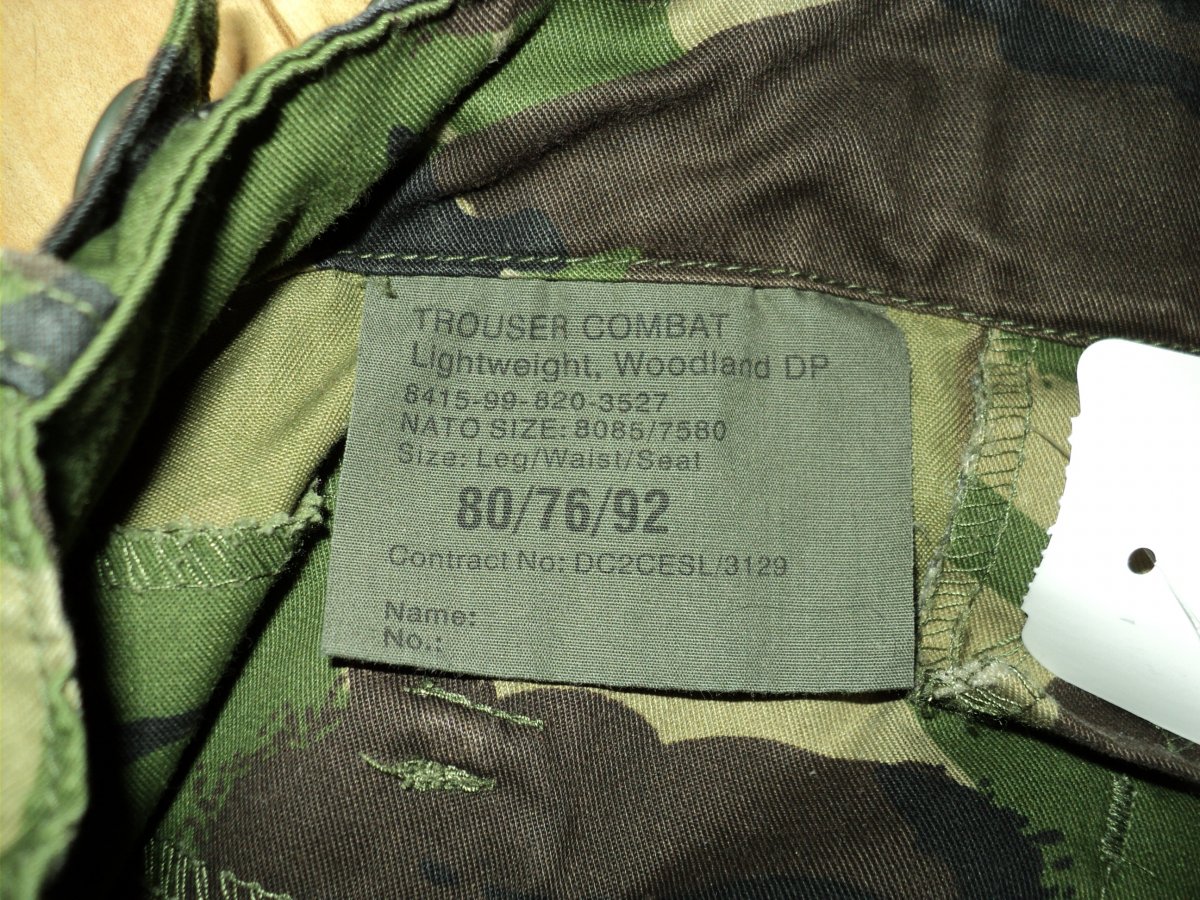 TROUSER COMBAT
Lightweight, Woodland DP
8415-99-820-3527
NATO SIZE: 8085/7580
Size: Leg/Waist/Seat
80/76/92
Contract No: DC2CESL/3129
Name:
No.: